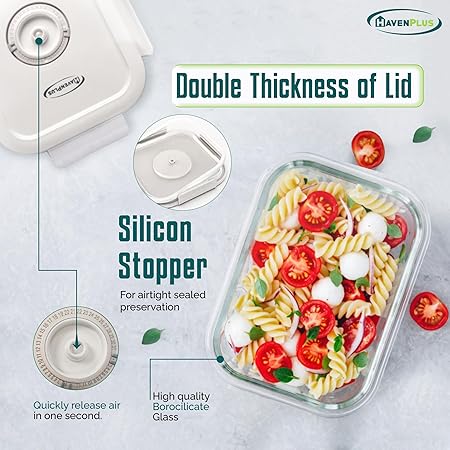 HAVENPLUS
HAVENPLUS
Double Thickness of Lid
Silicon
Stopper
For airtight sealed
preservation
Quickly release air
in one second.
High quality
Borocilicate
Glass